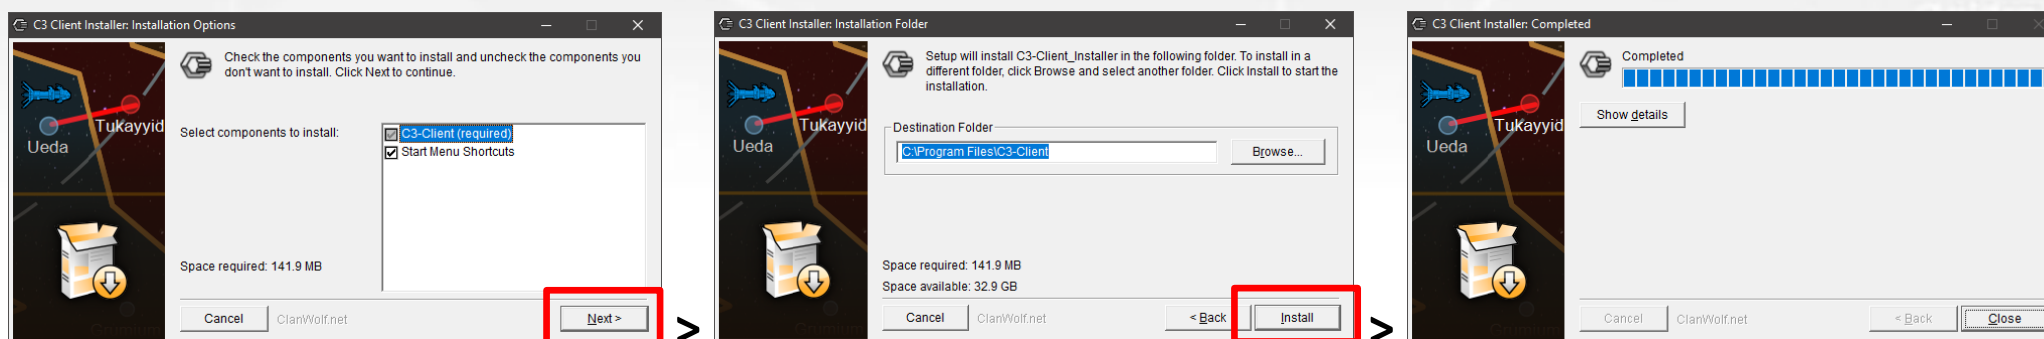 C3 Client Installer: Installation Options
Check the components you want to install and uncheck the components you
don't want to install. Click Next to continue.
Tukayyid
Ueda
Select components to install:
C3-Client (required)
Start Menu Shortcuts
Space required: 141.9 MB
Cancel
ClanWolf.net
Next >
>
C3 Client Installer: Installation Folder
Setup will install C3-Client_Installer in the following folder. To install in a
different folder, click Browse and select another folder. Click Install to start the
installation.
Tukayyid
Ueda
Destination Folder
C:\Program Files\C3-Client
Browse...
Space required: 141.9 MB
Space available: 32.9 GB
Cancel
ClanWolf.net
< Back
Install
>
C3 Client Installer: Completed
Completed
Tukayyid
Ueda
Show details
Cancel
ClanWolf.net
< Back
Close